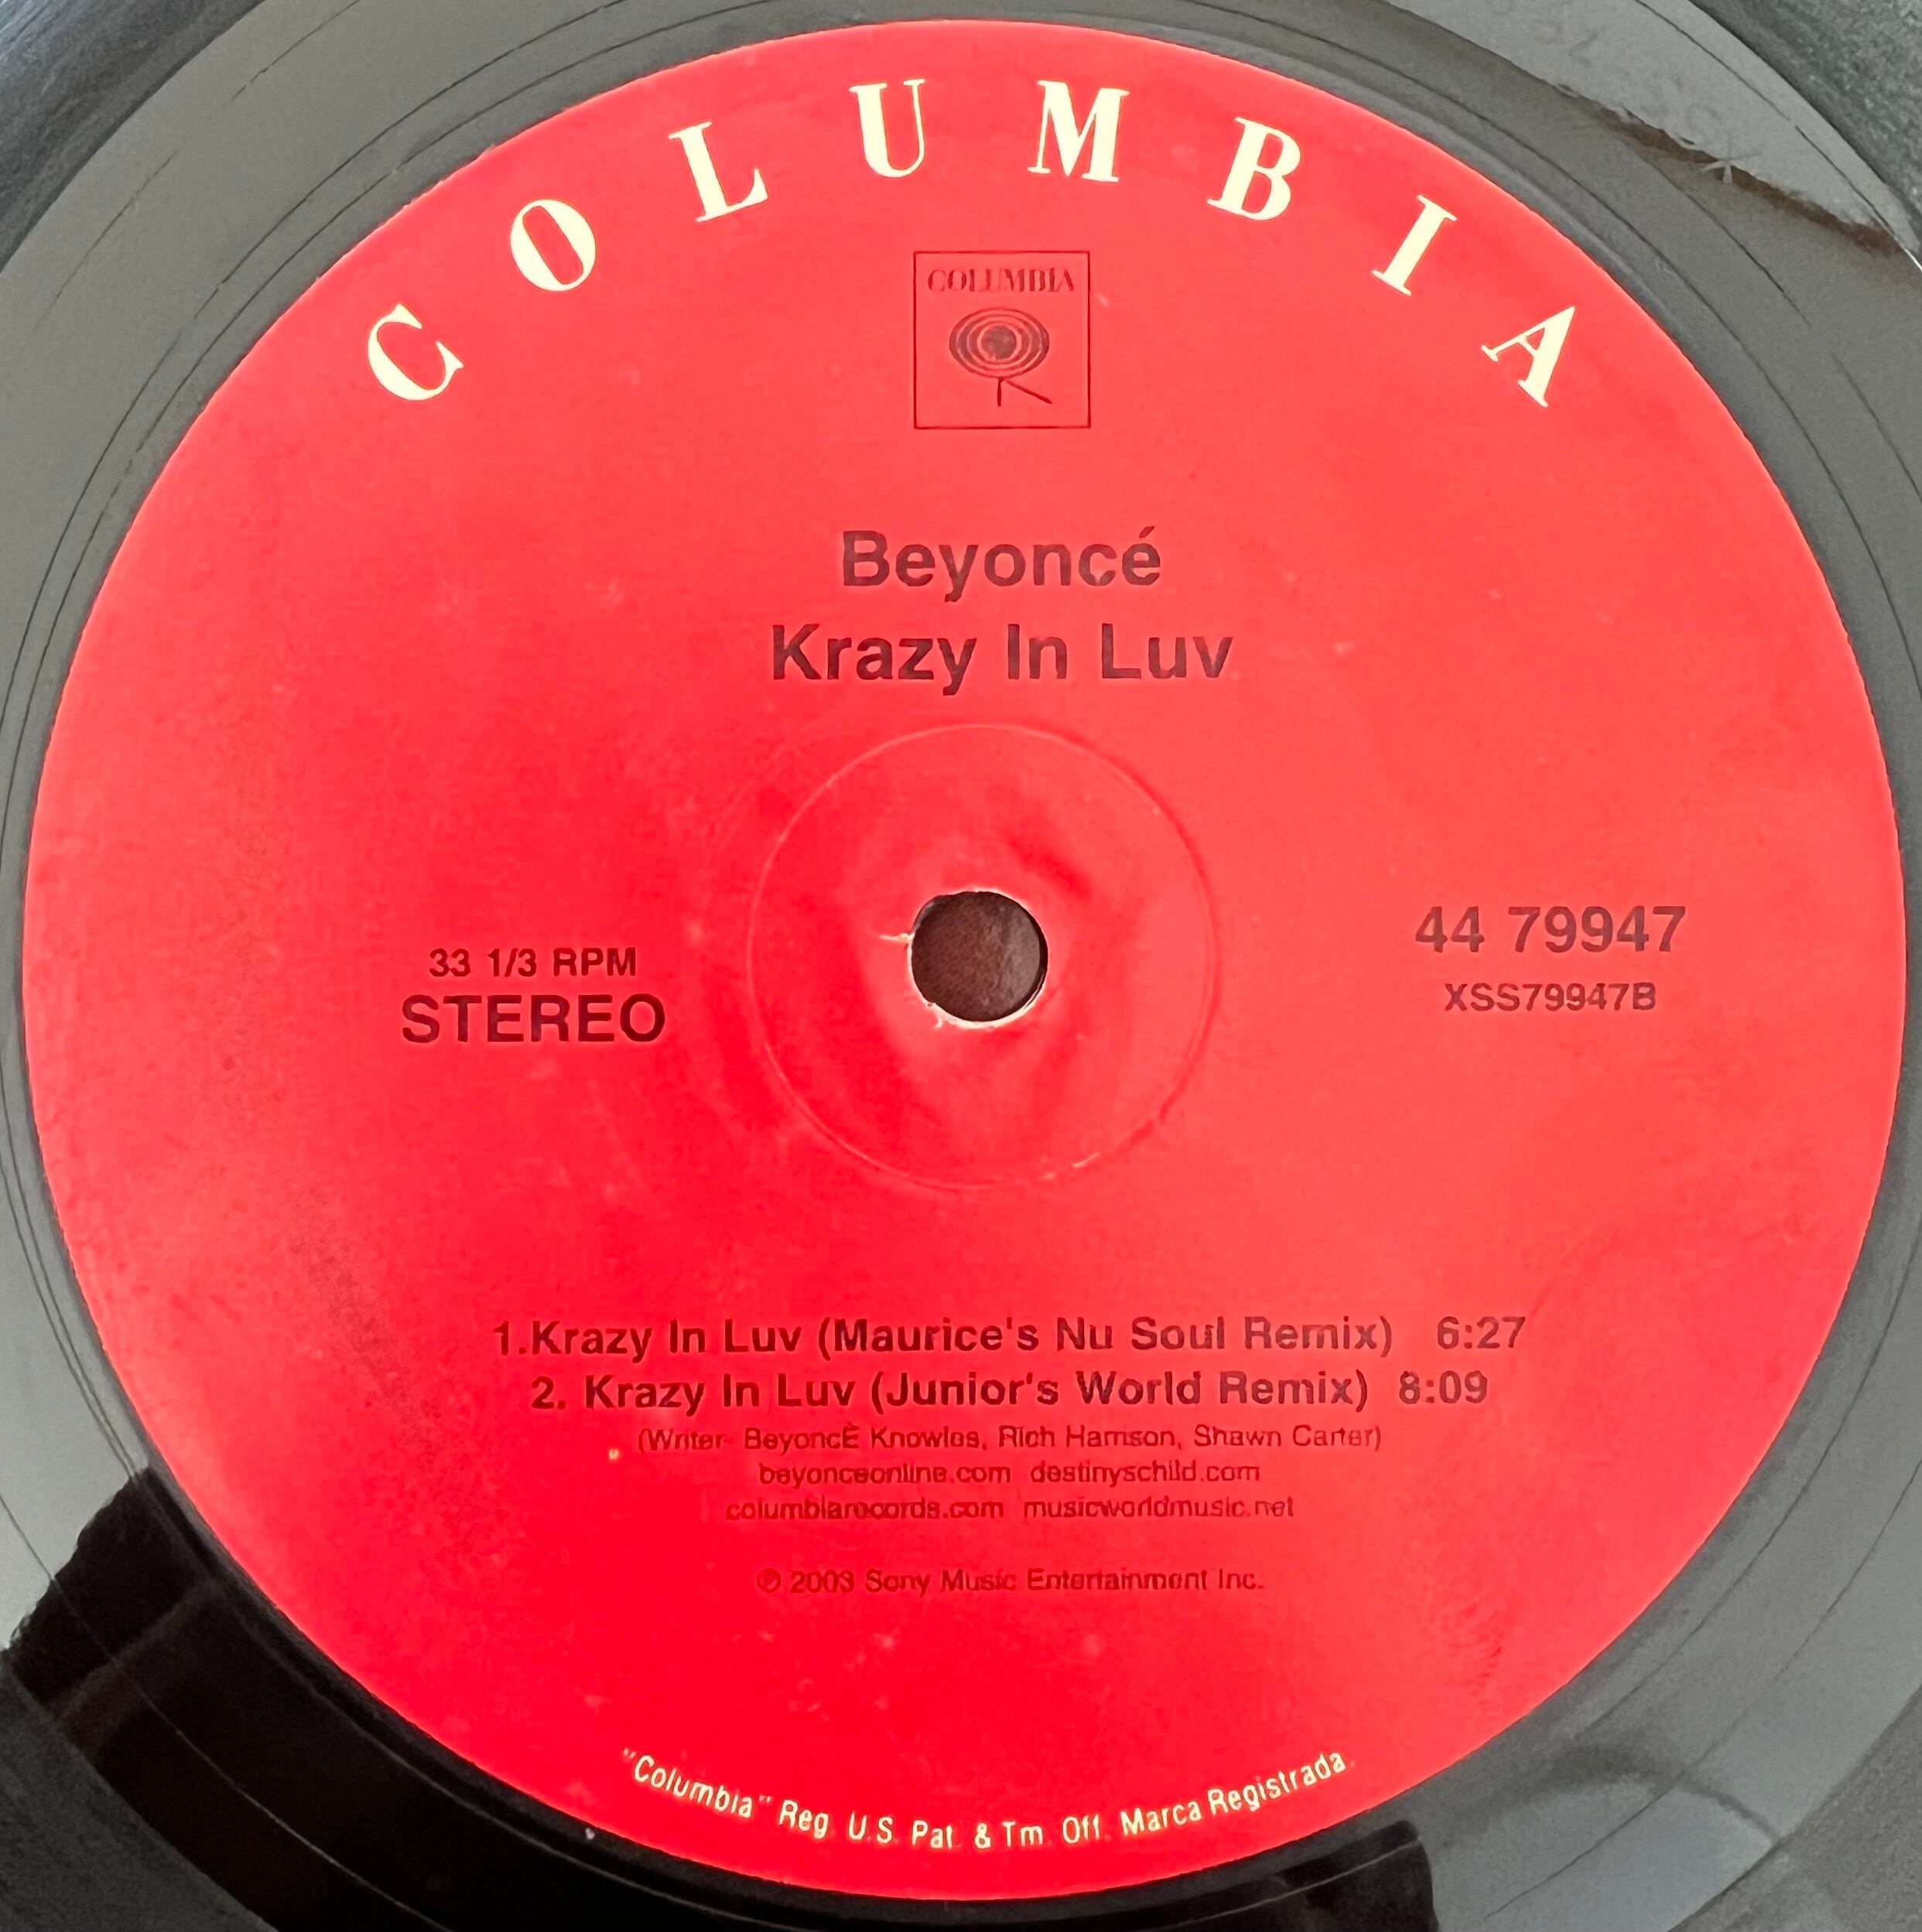 COLUMBIA
COLUMBIA
Beyoncé
Krazy In Luv
33 1/3 RPM
STEREO
44 79947
XSS79947B
1.Krazy In Luv (Maurice's Nu Soul Remix) 6:27
2. Krazy In Luv (Junior's World Remix) 8:09
(Writer- BeyoncÈ Knowles, Rich Harrison, Shawn Carter)
beyonceonline.com destinyschild.com
columbiarecords.com musicworldmusic.net
℗ 2003 Sony Music Entertainment Inc.
"Columbia" Reg. U.S. Pat. & Tm. Off. Marca Registrada.